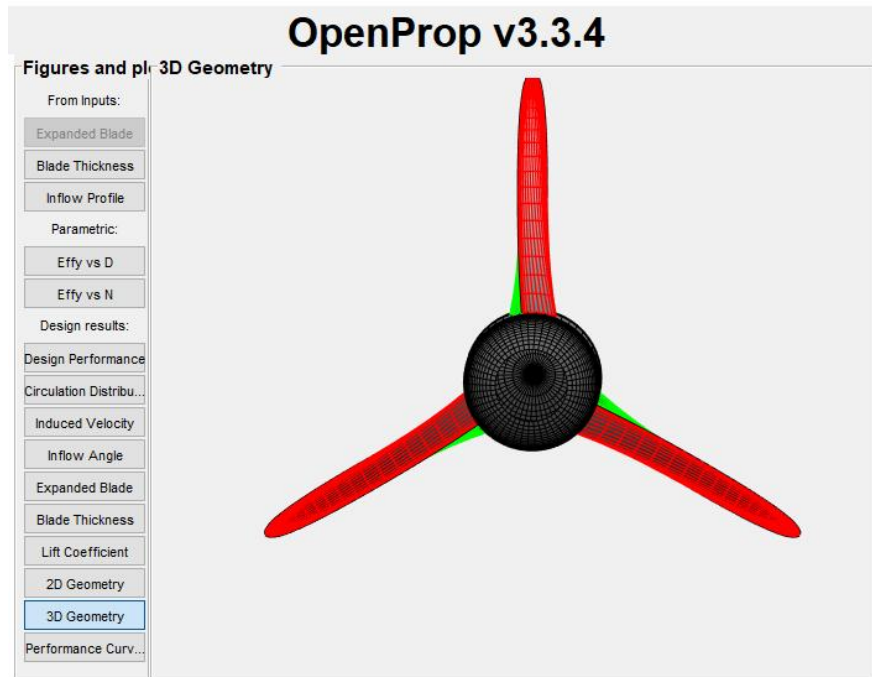 OpenProp v3.3.4
Figures and pl
3D Geometry
From Inputs:
Expanded Blade
Blade Thickness
Inflow Profile
Parametric:
Effy vs D
Effy vs N
Design results:
Design Performance
Circulation Distribu...
Induced Velocity
Inflow Angle
Expanded Blade
Blade Thickness
Lift Coefficient
2D Geometry
3D Geometry
Performance Curv...